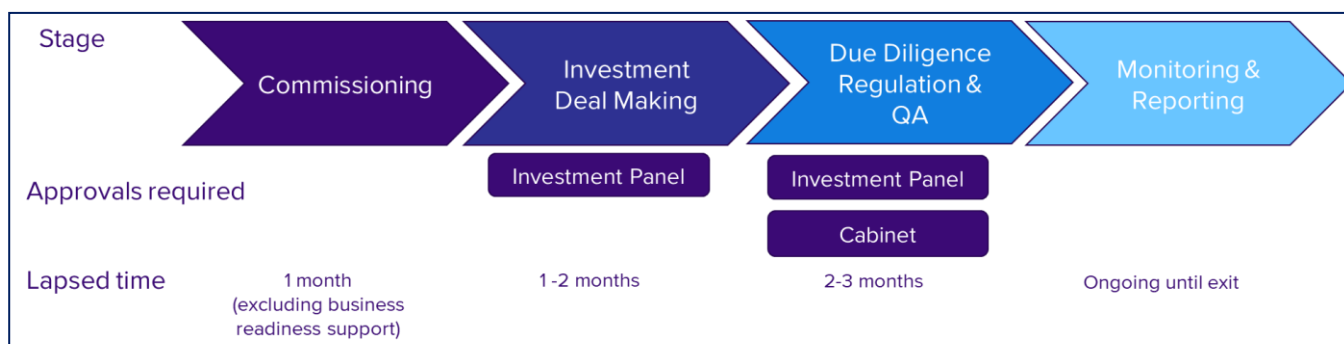 Stage
Commissioning
Investment
Deal Making
Due Diligence
Regulation &
QA
Monitoring &
Reporting
Approvals required
Investment Panel
Investment Panel
Cabinet
Lapsed time
1 month
(excluding business
readiness support)
1 -2 months
2-3 months
Ongoing until exit